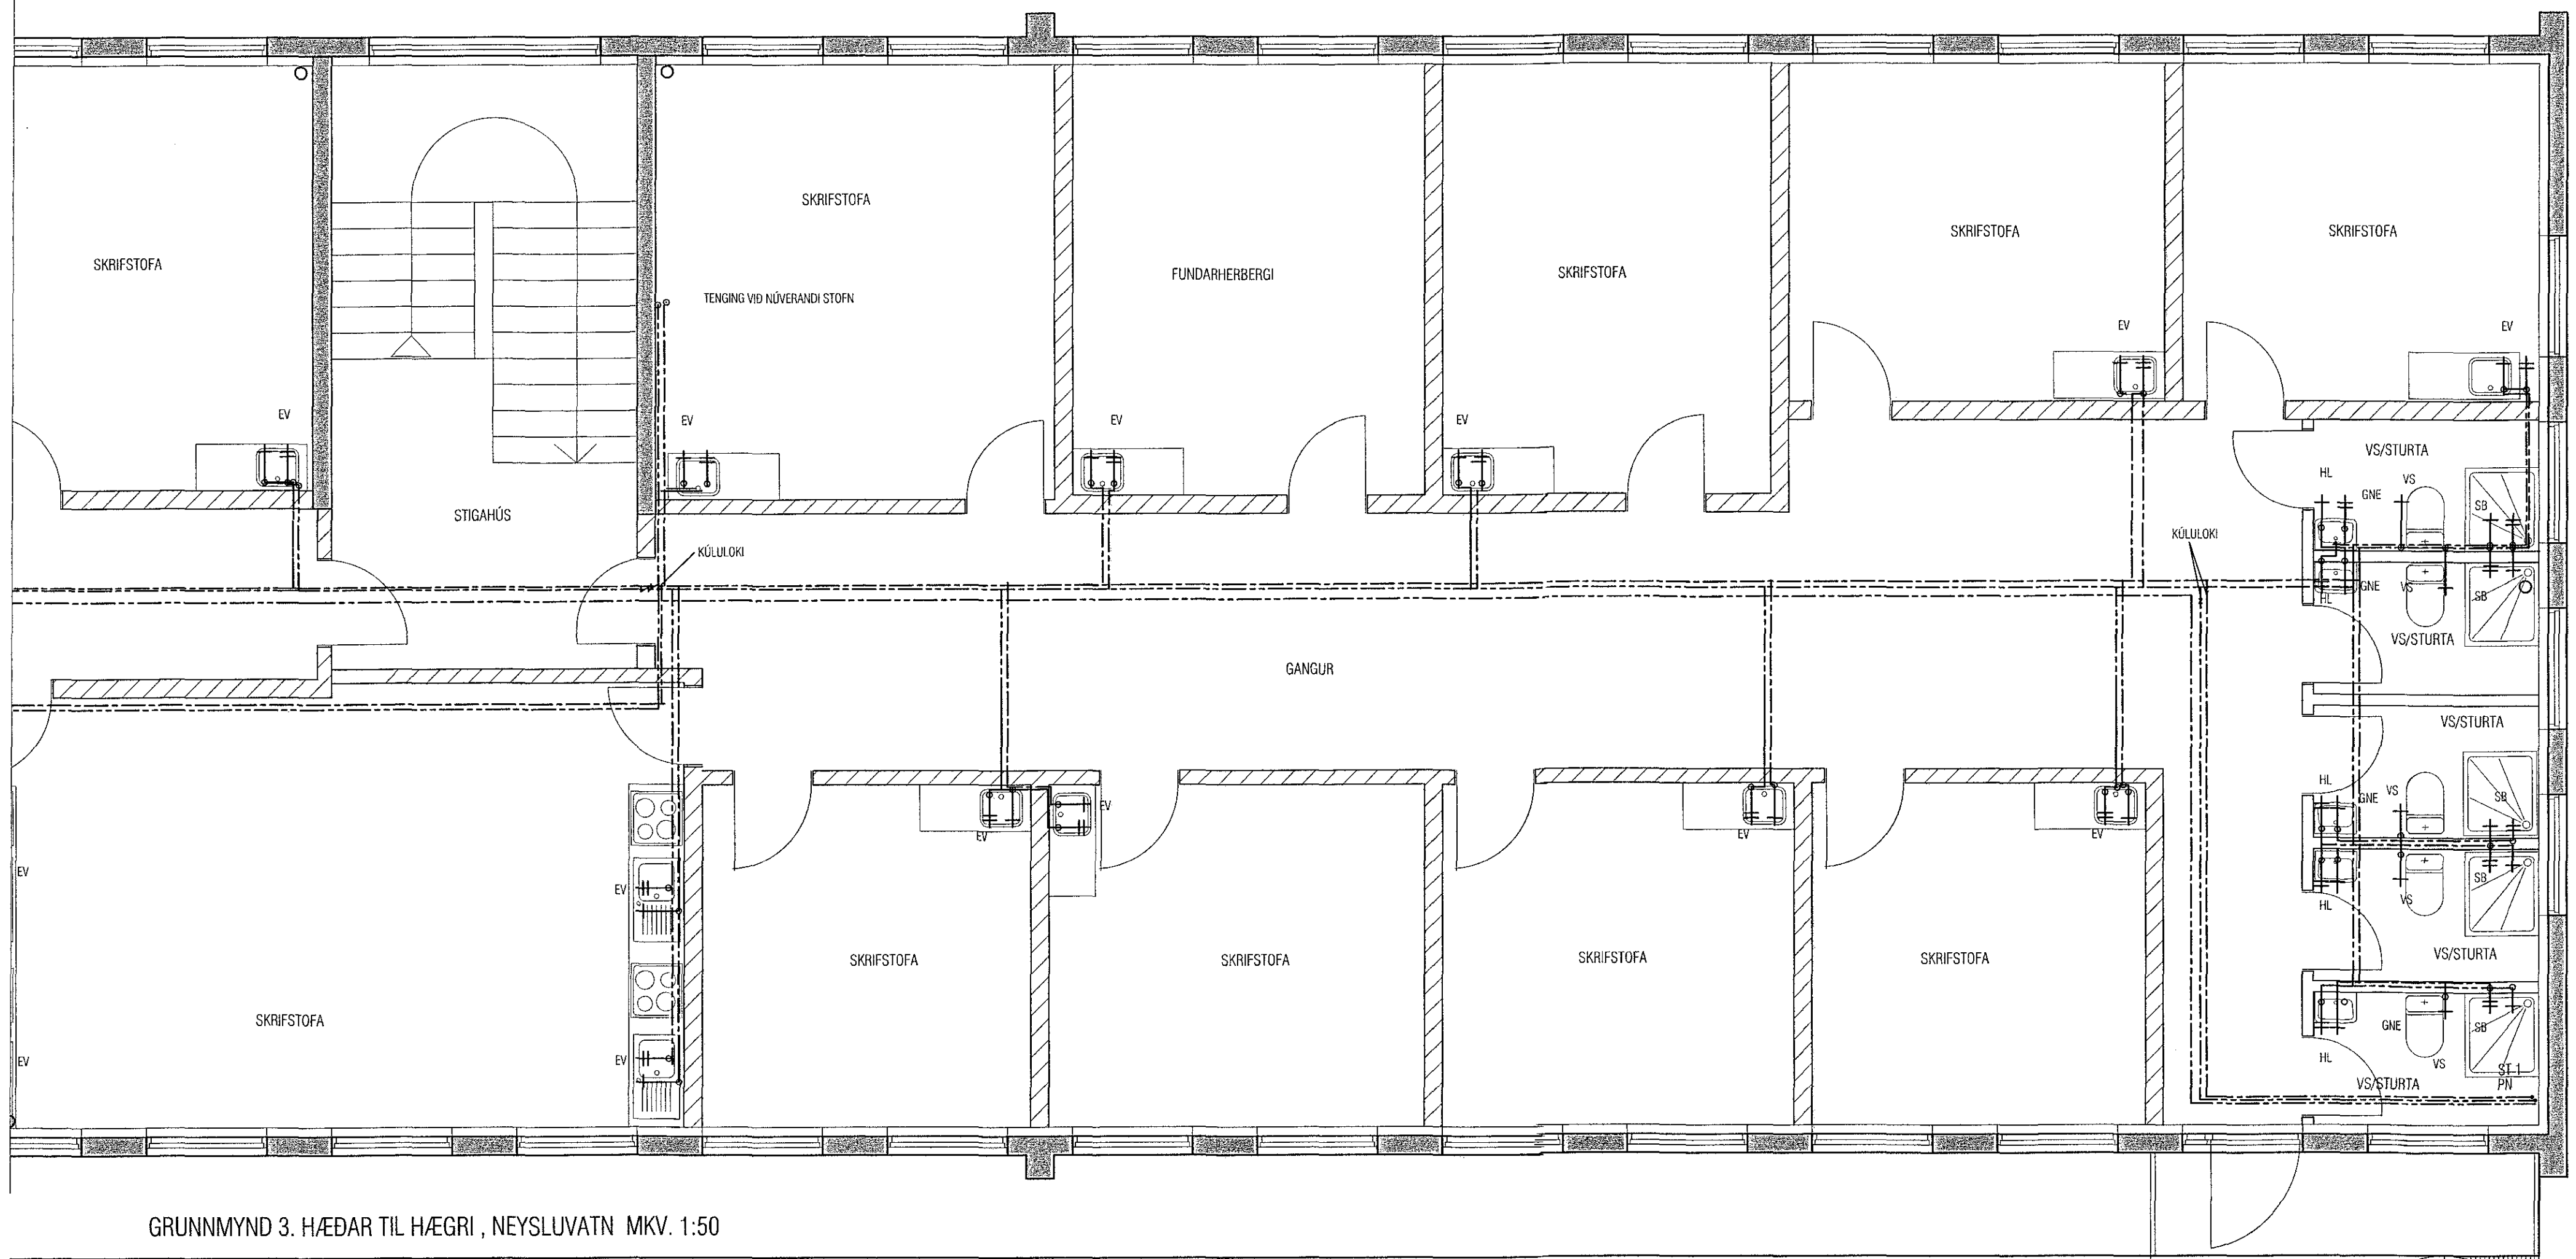 SKRIFSTOFA
SKRIFSTOFA
SKRIFSTOFA
SKRIFSTOFA
FUNDARHERBERGI
SKRIFSTOFA
TENGING VIÐ NÚVERANDI STOFN
EV
EV
EV
EV
EV
EV
STIGAHÚS
KÚLULOKI
KÚLULOKI
VS/STURTA
HL
VS
GNE
SB
GNE
VS
SB
HL
VS/STURTA
GANGUR
VS/STURTA
HL
VS
GNE
SB
EV
EV
EV
EV
EV
EV
SB
HL
VS
VS/STURTA
SKRIFSTOFA
SKRIFSTOFA
SKRIFSTOFA
SKRIFSTOFA
SKRIFSTOFA
GNE
SB
EV
EV
HL
VS
ST-1
PN
VS/STURTA
GRUNNMYND 3. HÆÐAR TIL HÆGRI , NEYSLUVATN MKV. 1:50